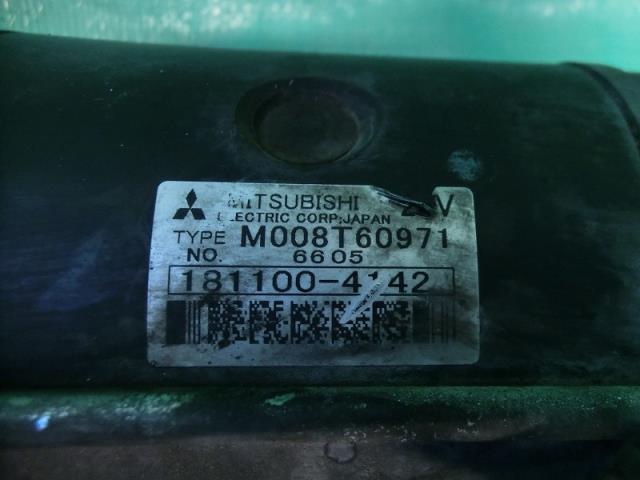 MITSUBISHI
ELECTRIC CORP.JAPAN
TYPE M008T60971
NO. 6605
181100-4142